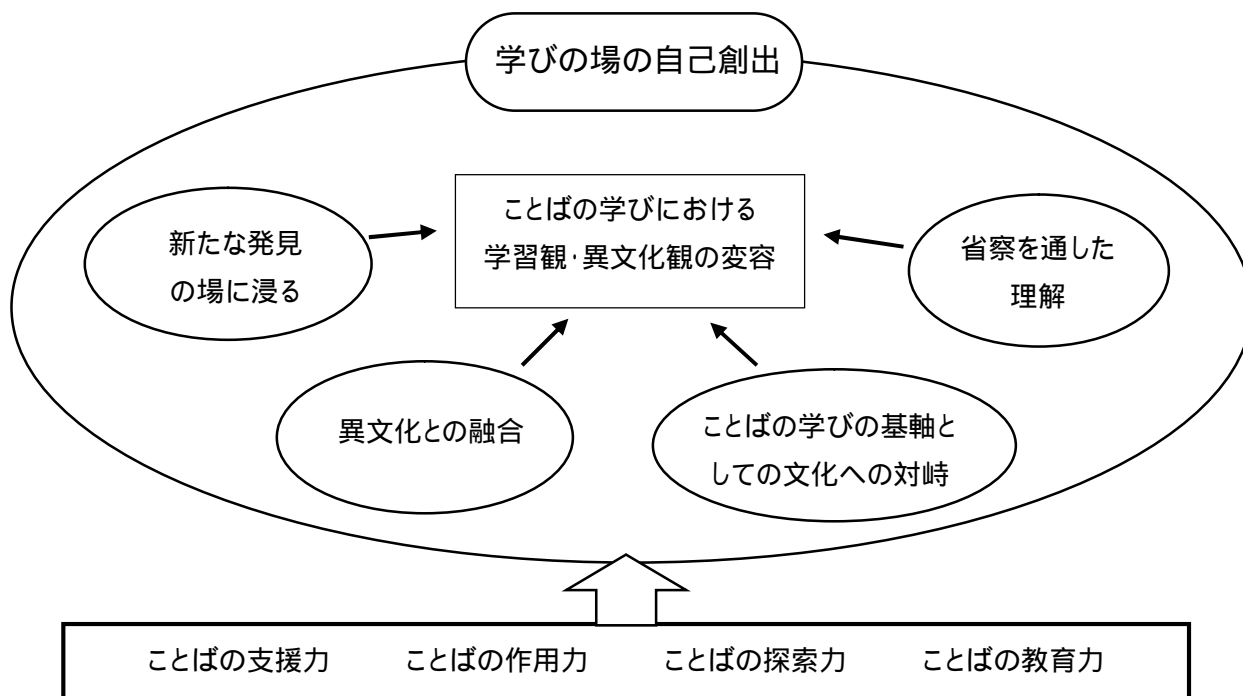 学びの場の自己創出
ことばの学びにおける
学習観・異文化観の変容
新たな発見
の場に浸る
省察を通した
理解
異文化との融合
ことばの学びの基軸と
しての文化への対峙
ことばの支援力 ことばの作用力 ことばの探索力 ことばの教育力